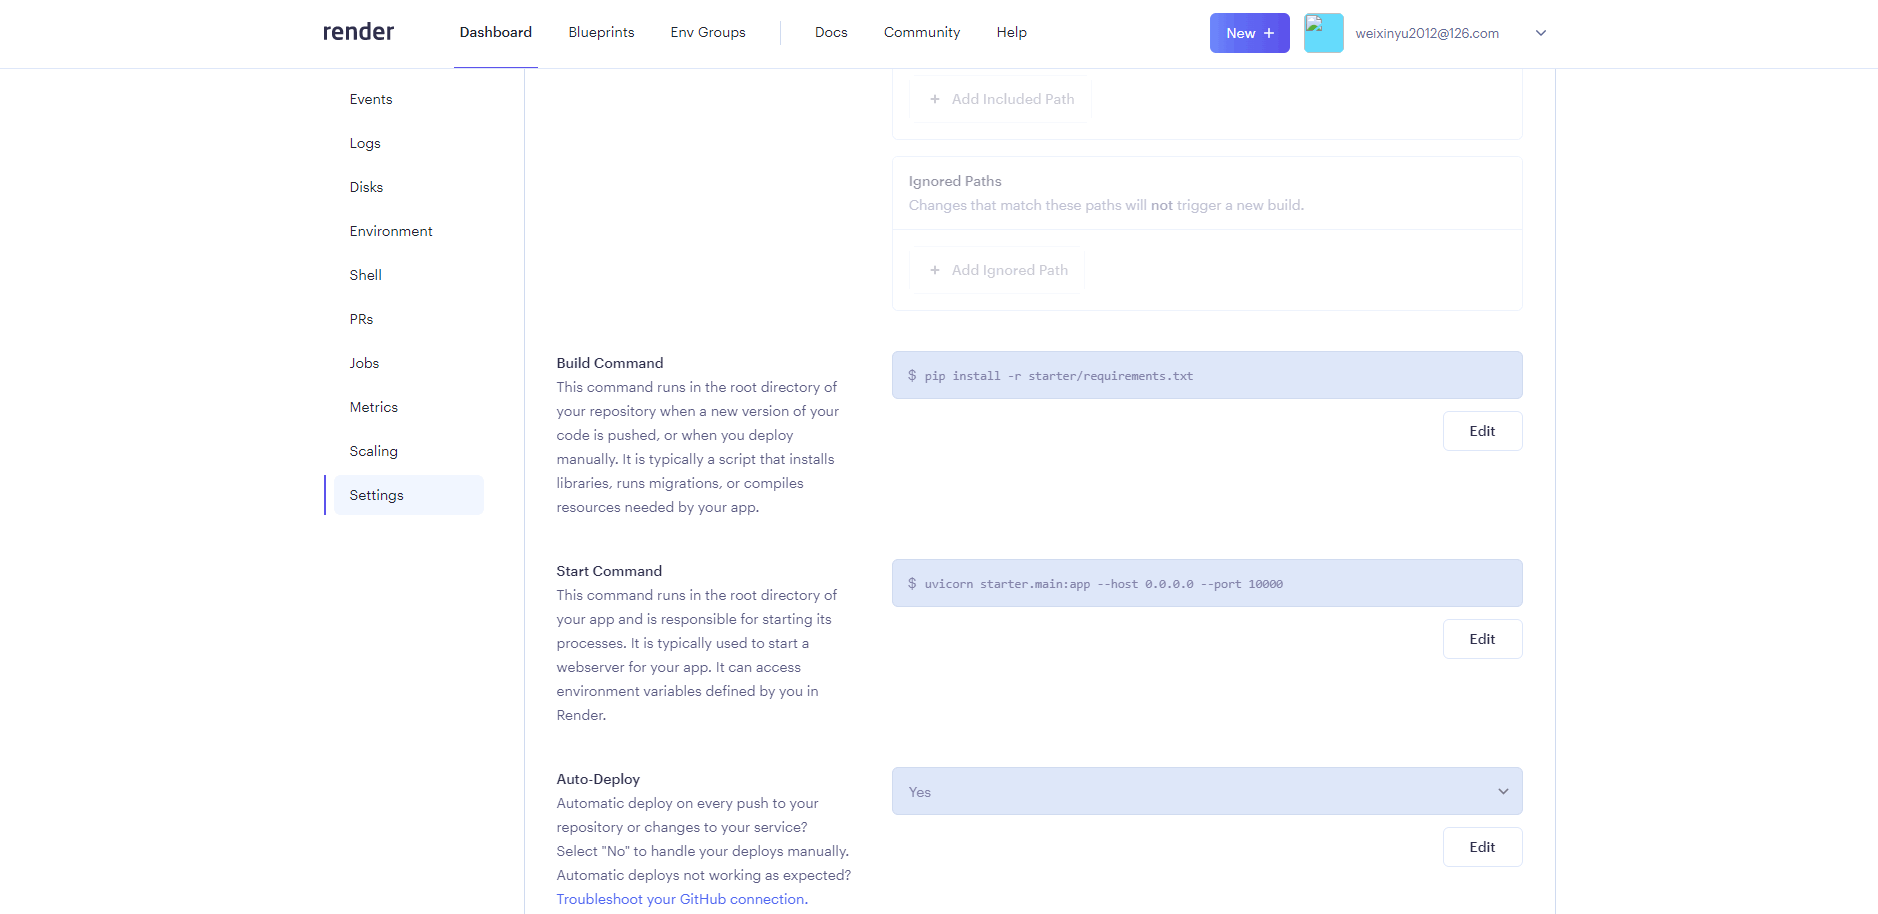 render
Dashboard
Blueprints
Env Groups
Docs
Community
Help
New +
weixinyu2012@126.com
Events
Logs
Disks
Environment
Shell
PRs
Jobs
Metrics
Scaling
Settings
+ Add Included Path
Ignored Paths
Changes that match these paths will not trigger a new build.
+ Add Ignored Path
Build Command
This command runs in the root directory of
your repository when a new version of your
code is pushed, or when you deploy
manually. It is typically a script that installs
libraries, runs migrations, or compiles
resources needed by your app.
$ pip install -r starter/requirements.txt
Edit
Start Command
This command runs in the root directory of
your app and is responsible for starting its
processes. It is typically used to start a
webserver for your app. It can access
environment variables defined by you in
Render.
$ uvicorn starter.main:app --host 0.0.0.0 --port 10000
Edit
Auto-Deploy
Automatic deploy on every push to your
repository or changes to your service?
Select "No" to handle your deploys manually.
Automatic deploys not working as expected?
Troubleshoot your GitHub connection.
Yes
Edit